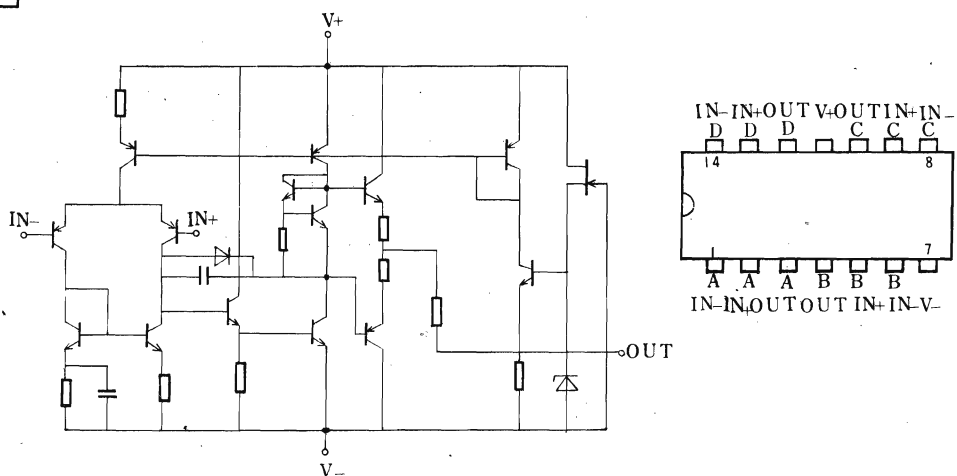 V+
IN-
IN+
OUT
V-
IN- IN+ OUT V+ OUT IN+ IN-
D D D C C C
14 8
1 7
A A A B B B
IN- IN+ OUT OUT IN+ IN- V-